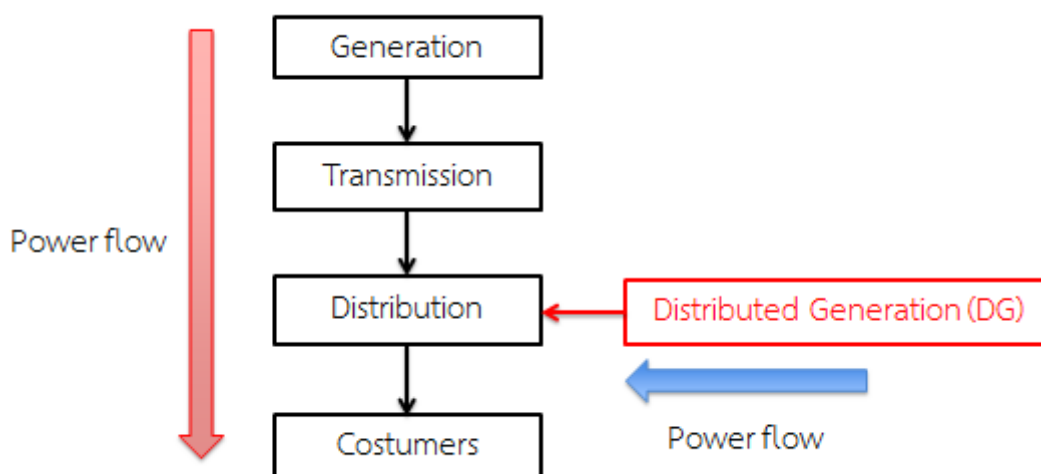 Generation
Transmission
Power flow
Distribution
Distributed Generation (DG)
Costumers
Power flow